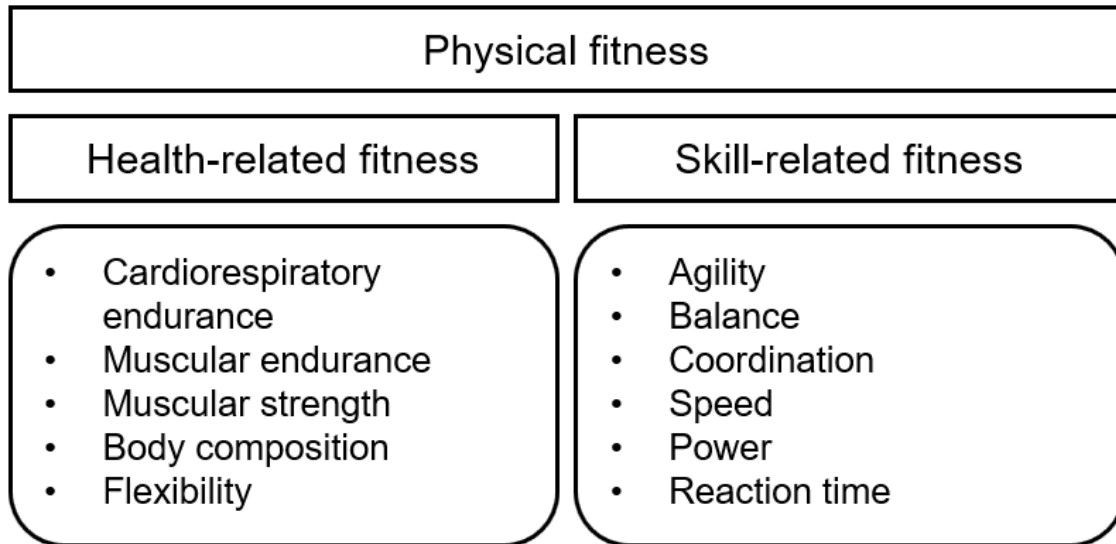 Physical fitness
Health-related fitness
Skill-related fitness
• Cardiorespiratory
endurance
• Muscular endurance
• Muscular strength
• Body composition
• Flexibility
• Agility
• Balance
• Coordination
• Speed
• Power
• Reaction time